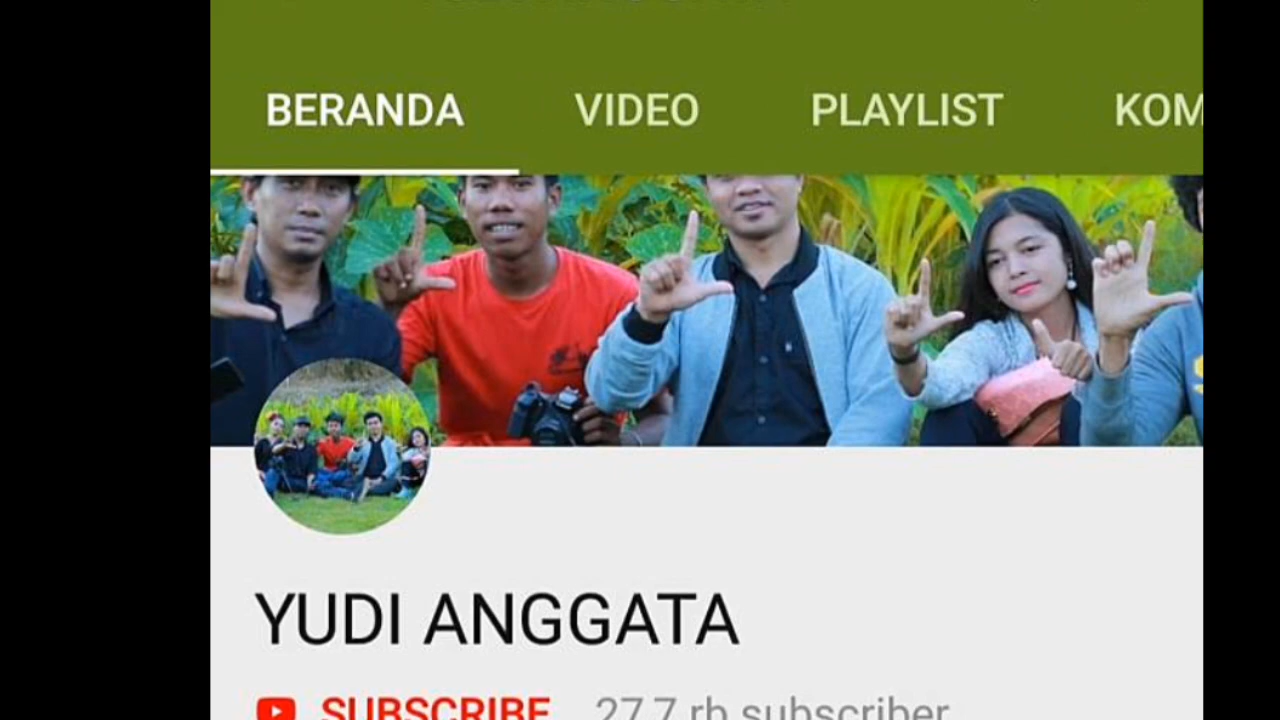 BERANDA VIDEO PLAYLIST KOM
YUDI ANGGATA
SUBSCRIBE 27,7 rb subscriber